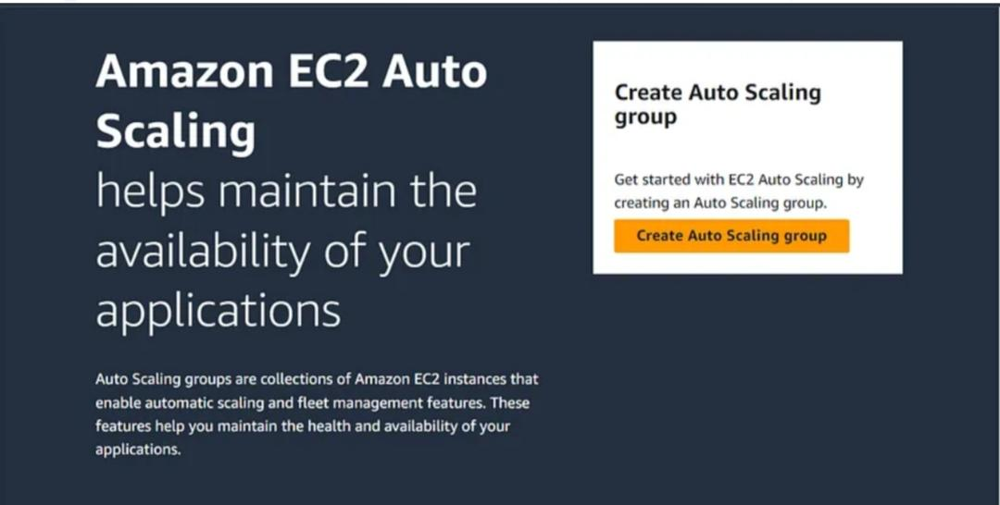 Amazon EC2 Auto
Scaling
helps maintain the
availability of your
applications
Auto Scaling groups are collections of Amazon EC2 instances that
enable automatic scaling and fleet management features. These
features help you maintain the health and availability of your
applications.
Create Auto Scaling
group
Get started with EC2 Auto Scaling by
creating an Auto Scaling group.
Create Auto Scaling group